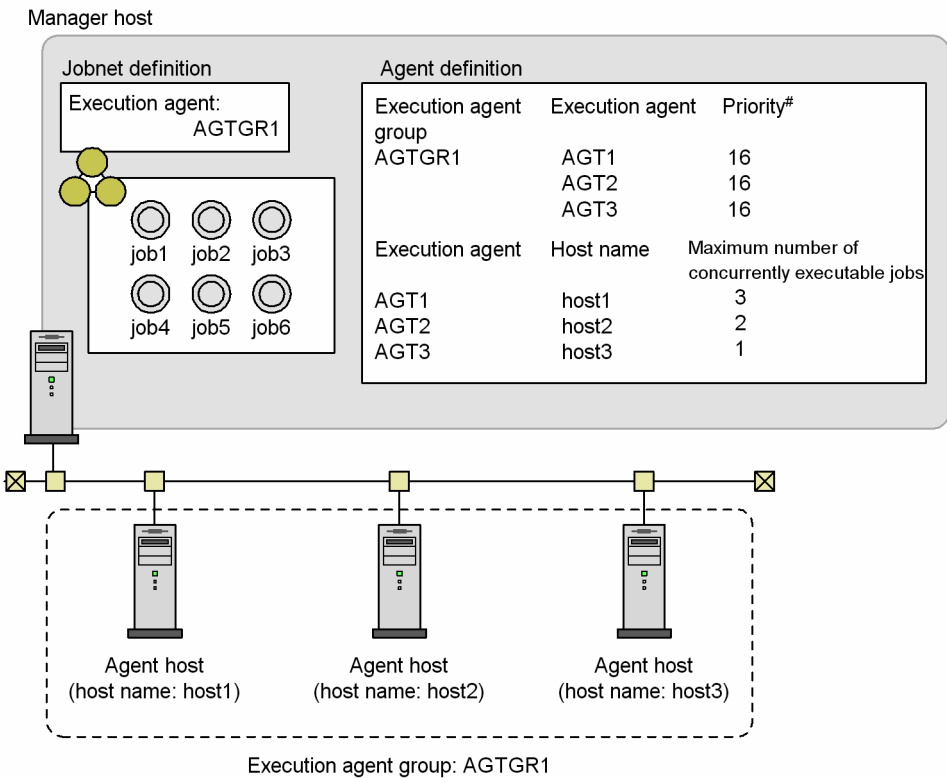 Manager host
Jobnet definition
Execution agent:
AGTGR1
job1 job2 job3
job4 job5 job6
Agent definition
Execution agent group Execution agent Priority#
AGTGR1 AGT1 16
AGT2 16
AGT3 16
Execution agent Host name Maximum number of concurrently executable jobs
AGT1 host1 3
AGT2 host2 2
AGT3 host3 1
Agent host
(host name: host1)
Agent host
(host name: host2)
Agent host
(host name: host3)
Execution agent group: AGTGR1